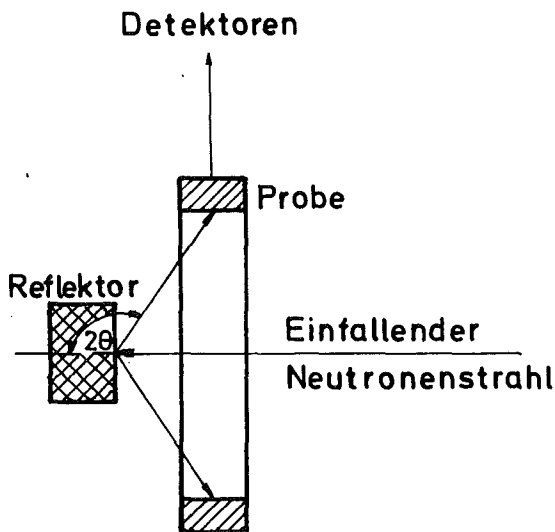 Detektoren
Probe
Reflektor
2θ
Einfallender
Neutronenstrahl